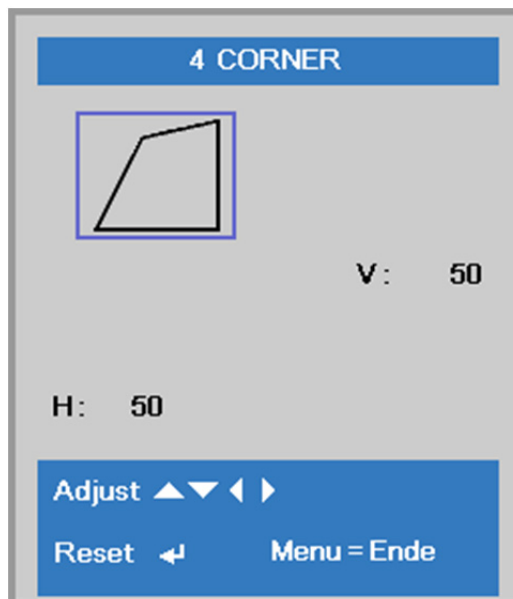 4 CORNER
V: 50
H: 50
Adjust ▲▼◀▶
Reset ↵ Menu = Ende